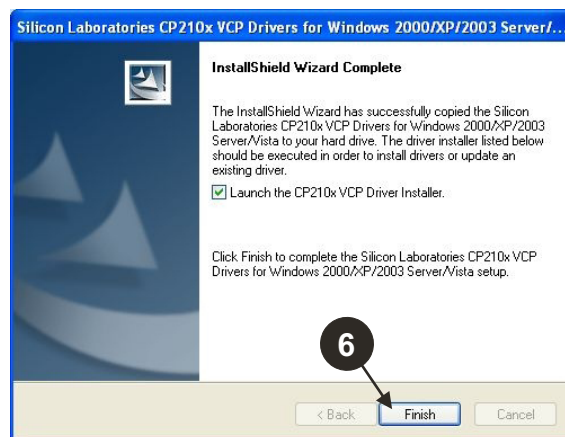 Silicon Laboratories CP210x VCP Drivers for Windows 2000/XP/2003 Server/...
InstallShield Wizard Complete
The InstallShield Wizard has successfully copied the Silicon
Laboratories CP210x VCP Drivers for Windows 2000/XP/2003
Server/Vista to your hard drive. The driver installer listed below
should be executed in order to install drivers or update an
existing driver.
Launch the CP210x VCP Driver Installer.
Click Finish to complete the Silicon Laboratories CP210x VCP
Drivers for Windows 2000/XP/2003 Server/Vista setup.
6
< Back Finish Cancel